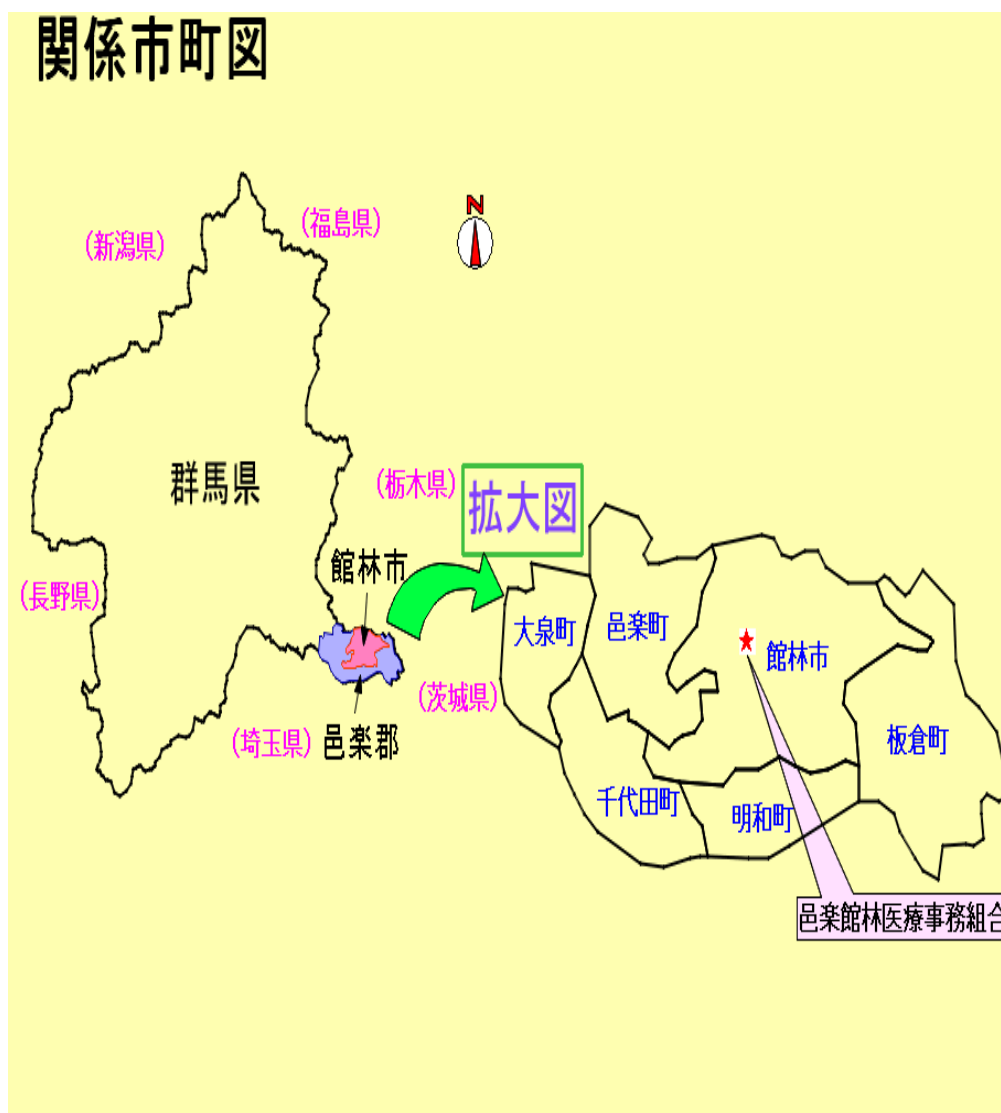 関係市町図
N
(福島県)
(新潟県)
群馬県
(栃木県)
拡大図
館林市
(長野県)
大泉町
邑楽町
館林市
(茨城県)
(埼玉県)
邑楽郡
板倉町
千代田町
明和町
邑楽館林医療事務組合